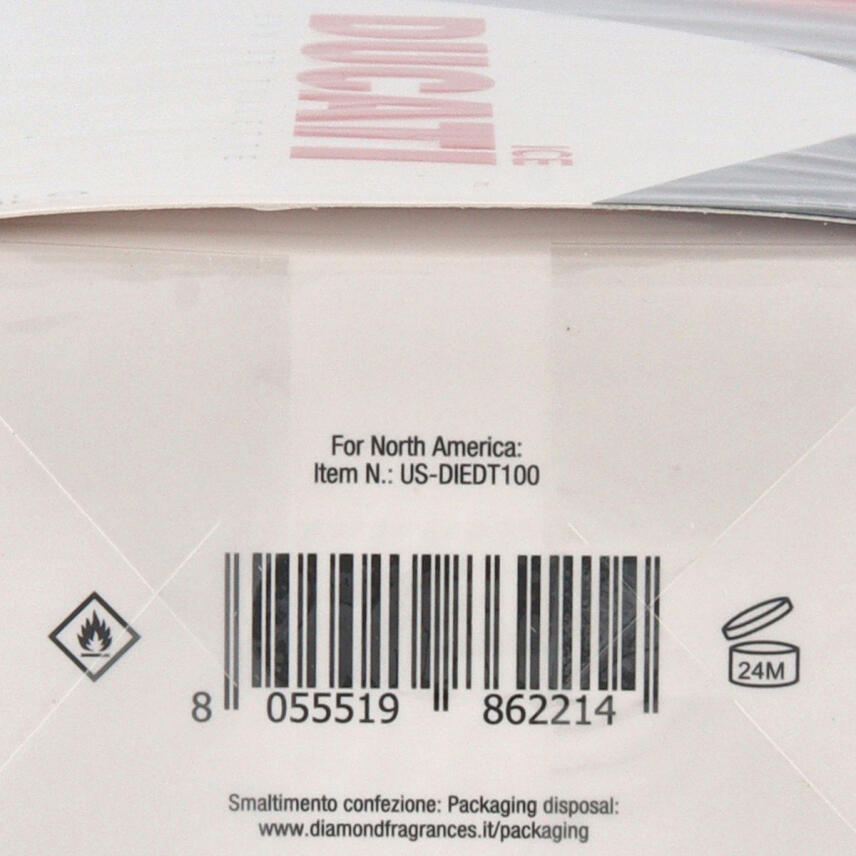 DUCATI
ICE
For North America:
Item N.: US-DIEDT100
24M
8 055519 862214
Smaltimento confezione: Packaging disposal:
www.diamondfragrances.it/packaging